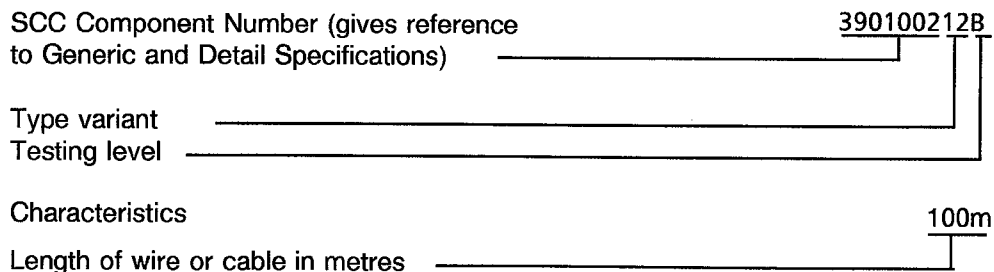 SCC Component Number (gives reference 390100212B
to Generic and Detail Specifications)
Type variant
Testing level
Characteristics 100m
Length of wire or cable in metres